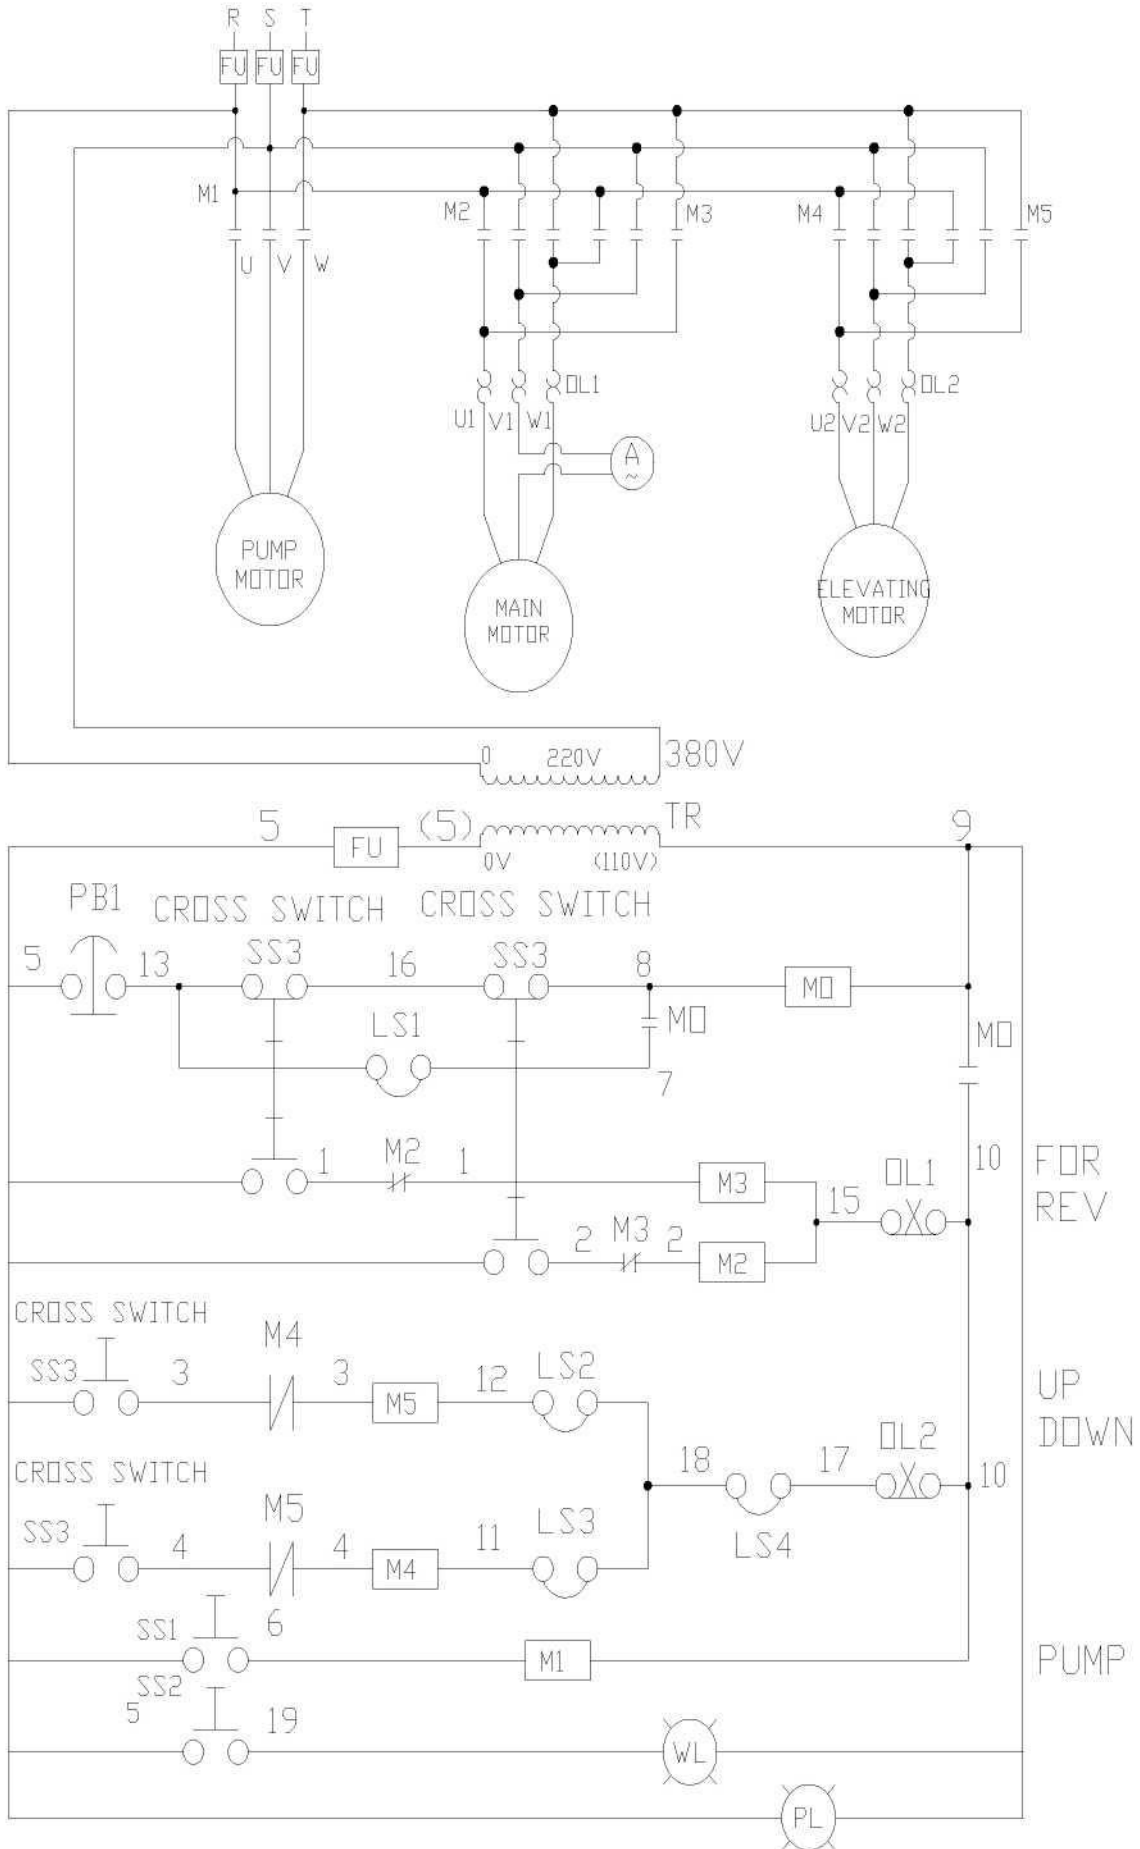 R S T
FU FU FU
M1 M2 M3 M4 M5
U V W
OL1 OL2
U1 V1 W1 U2 V2 W2
A
~
PUMP
MOTOR
MAIN
MOTOR
ELEVATING
MOTOR
0 220V 380V
5 FU (5) TR 9
0V (110V)
PB1 CROSS SWITCH CROSS SWITCH
5 13 SS3 16 SS3 8 MO
LS1 MO MO
7
1 M2 1 M3 15 OL1 10 FOR
REV
2 M3 2 M2
CROSS SWITCH
SS3 3 M4 3 M5 12 LS2 UP
DOWN
18 LS4 17 OL2 10
CROSS SWITCH
SS3 4 M5 4 M4 11 LS3
SS1 6 M1 PUMP
SS2
5 19 WL
PL